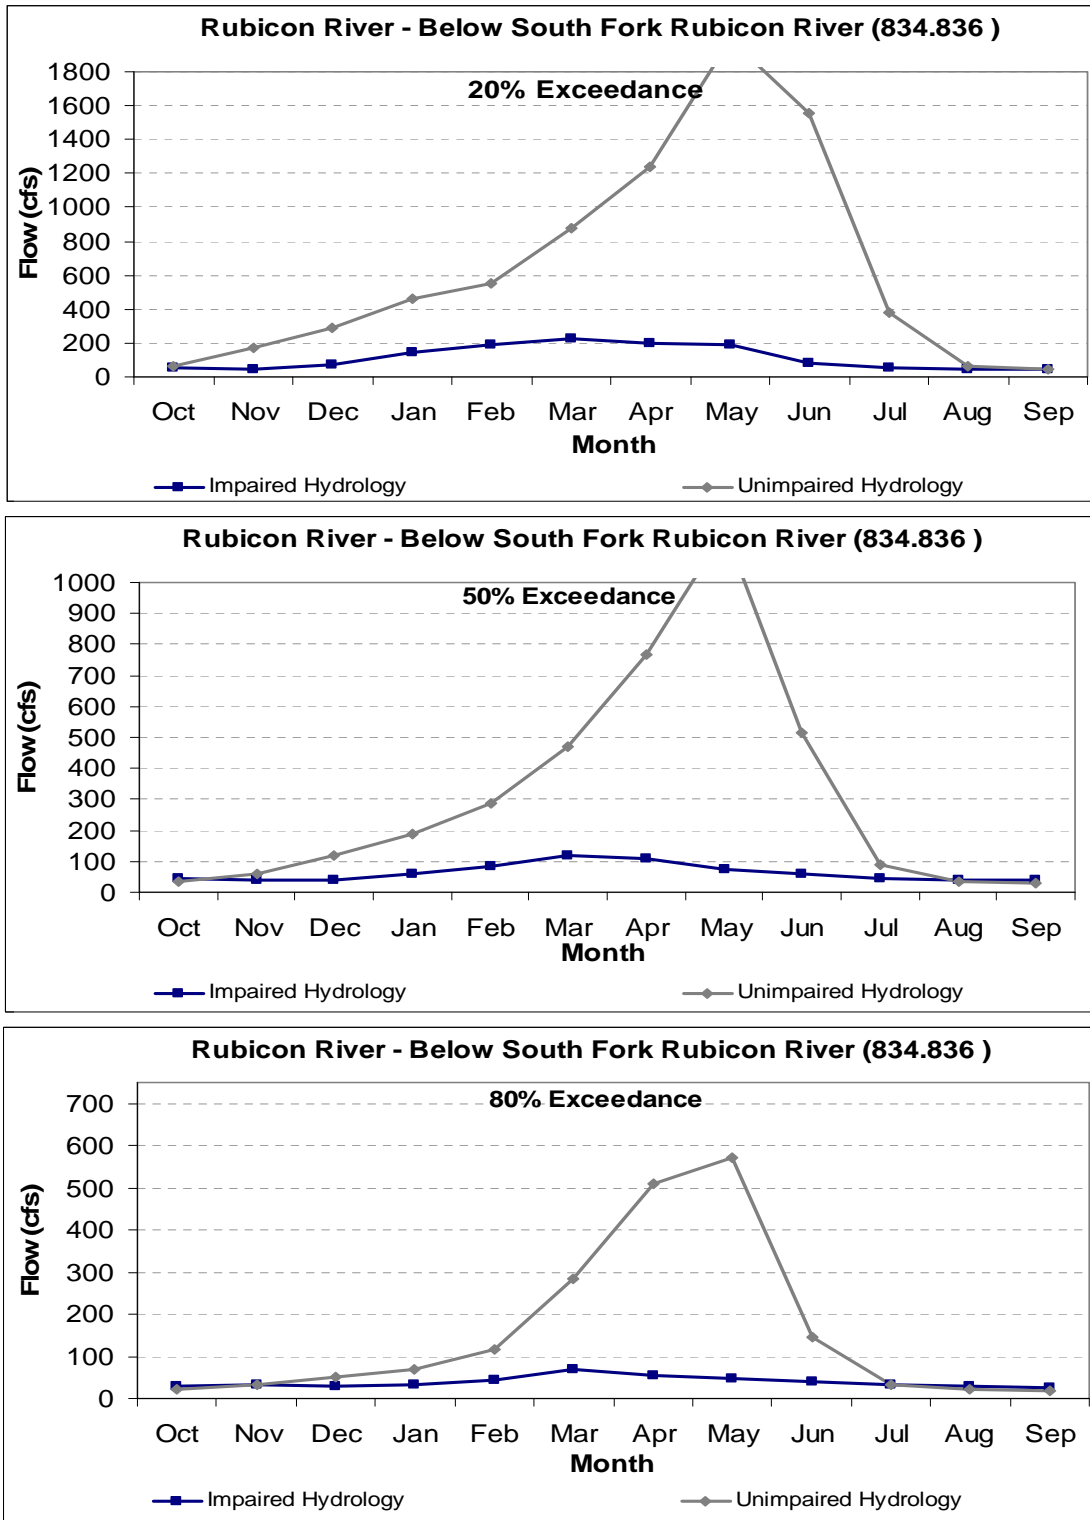 Rubicon River - Below South Fork Rubicon River (834.836 )
20% Exceedance
Flow (cfs)
1800
1600
1400
1200
1000
800
600
400
200
0
Oct Nov Dec Jan Feb Mar Apr May Jun Jul Aug Sep
Month
Impaired Hydrology Unimpaired Hydrology
Rubicon River - Below South Fork Rubicon River (834.836 )
50% Exceedance
Flow (cfs)
1000
900
800
700
600
500
400
300
200
100
0
Oct Nov Dec Jan Feb Mar Apr May Jun Jul Aug Sep
Month
Impaired Hydrology Unimpaired Hydrology
Rubicon River - Below South Fork Rubicon River (834.836 )
80% Exceedance
Flow (cfs)
700
600
500
400
300
200
100
0
Oct Nov Dec Jan Feb Mar Apr May Jun Jul Aug Sep
Month
Impaired Hydrology Unimpaired Hydrology